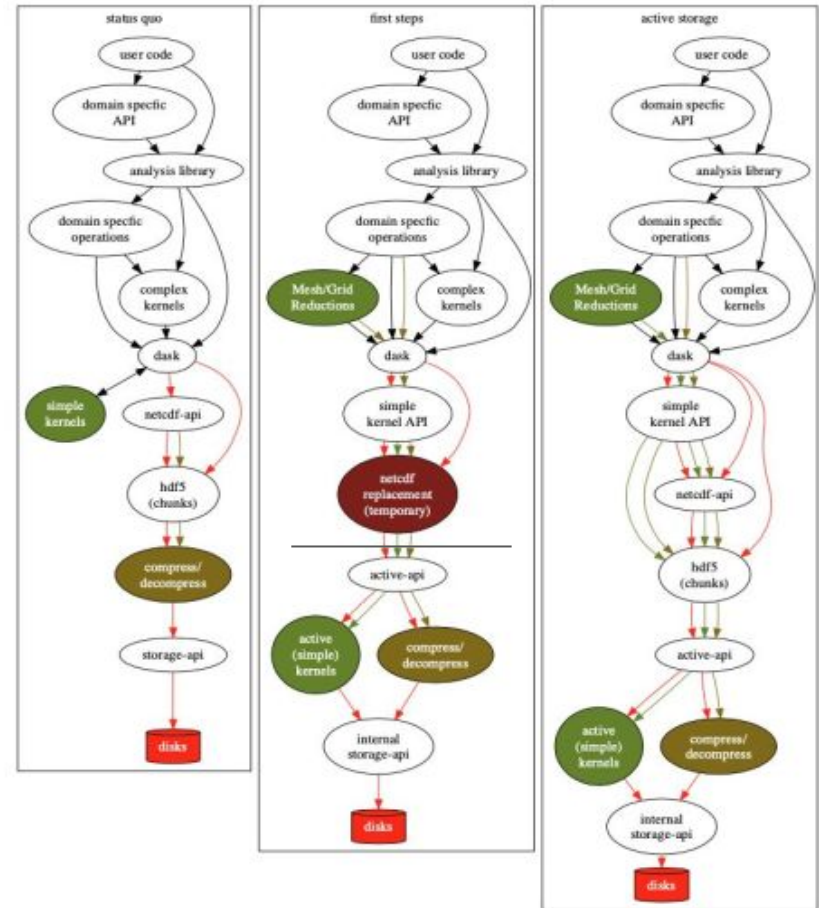 status quo
user code
domain specfic
API
analysis library
domain specfic
operations
complex
kernels
dask
simple
kernels
netcdf-api
hdf5
(chunks)
compress/
decompress
storage-api
disks
first steps
user code
domain specfic
API
analysis library
domain specfic
operations
Mesh/Grid
Reductions
complex
kernels
dask
simple
kernel API
netcdf
replacement
(temporary)
active-api
active
(simple)
kernels
compress/
decompress
internal
storage-api
disks
active storage
user code
domain specfic
API
analysis library
domain specfic
operations
Mesh/Grid
Reductions
complex
kernels
dask
simple
kernel API
netcdf-api
hdf5
(chunks)
active-api
active
(simple)
kernels
compress/
decompress
internal
storage-api
disks